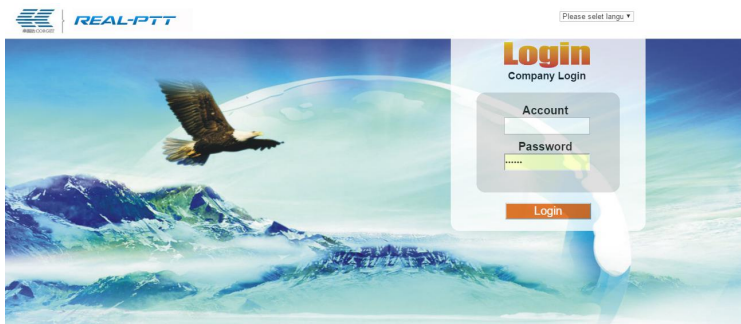 REAL-PTT
Please selet langu
Login
Company Login
Account
Password
Login